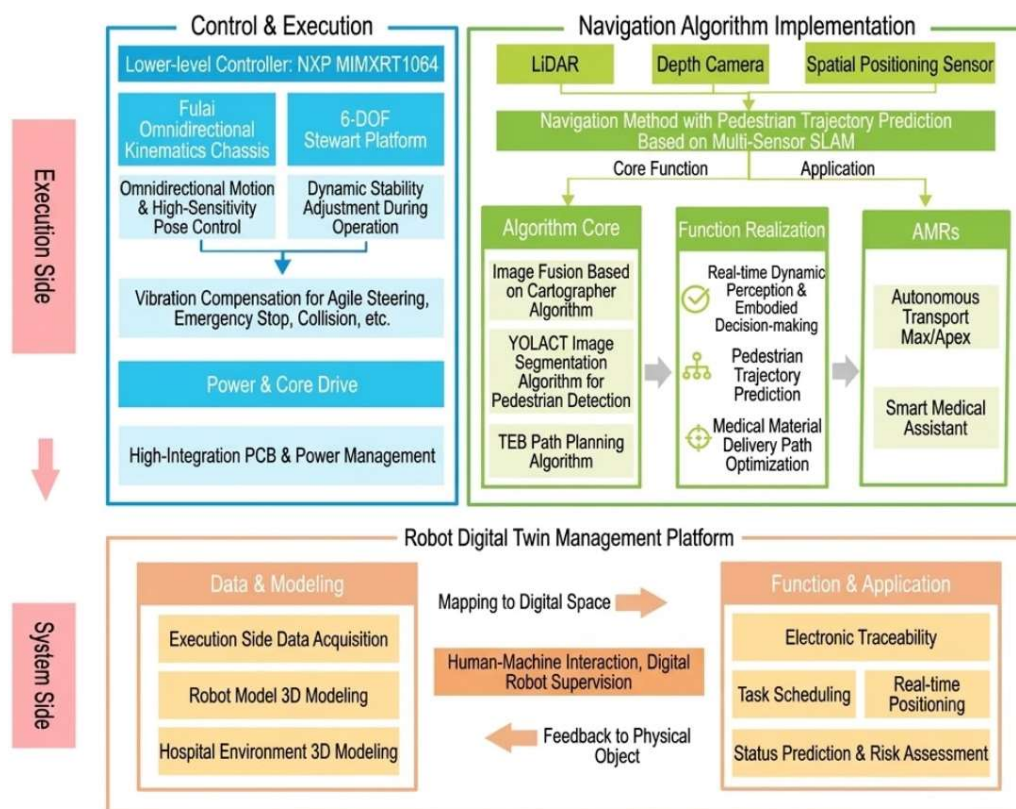 Control & Execution
Lower-level Controller: NXP MIMXRT1064
Fulai
Omnidirectional
Kinematics Chassis
6-DOF
Stewart Platform
Omnidirectional Motion
& High-Sensitivity
Pose Control
Dynamic Stability
Adjustment During
Operation
Vibration Compensation for Agile Steering,
Emergency Stop, Collision, etc.
Power & Core Drive
High-Integration PCB & Power Management
Execution Side
Navigation Algorithm Implementation
LiDAR
Depth Camera
Spatial Positioning Sensor
Navigation Method with Pedestrian Trajectory Prediction
Based on Multi-Sensor SLAM
Core Function
Application
Algorithm Core
Image Fusion Based
on Cartographer
Algorithm
YOLACT Image
Segmentation
Algorithm for
Pedestrian Detection
TEB Path Planning
Algorithm
Function Realization
Real-time Dynamic
Perception &
Embodied
Decision-making
Pedestrian
Trajectory
Prediction
Medical Material
Delivery Path
Optimization
AMRs
Autonomous
Transport
Max/Apex
Smart Medical
Assistant
System Side
Robot Digital Twin Management Platform
Data & Modeling
Execution Side Data Acquisition
Robot Model 3D Modeling
Hospital Environment 3D Modeling
Mapping to Digital Space
Human-Machine Interaction, Digital
Robot Supervision
Feedback to Physical
Object
Function & Application
Electronic Traceability
Task Scheduling
Real-time
Positioning
Status Prediction & Risk Assessment